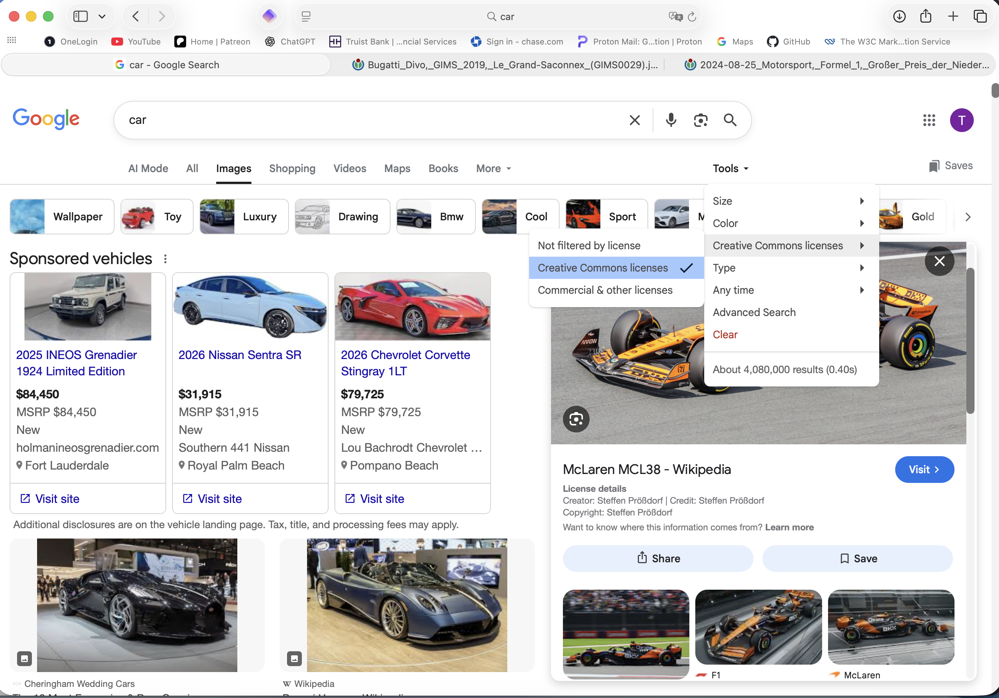 car
OneLogin
YouTube
Home | Patreon
ChatGPT
Truist Bank | ...ncial Services
Sign in - chase.com
Proton Mail: G...tion | Proton
Maps
GitHub
The W3C Mark...tion Service
car - Google Search
Bugatti_Divo,_GIMS_2019,_Le_Grand-Saconnex_(GIMS0029).j...
2024-08-25_Motorsport,_Formel_1,_Großer_Preis_der_Nieder...
Google
car
T
AI Mode
All
Images
Shopping
Videos
Maps
Books
More
Tools
Saves
Wallpaper
Toy
Luxury
Drawing
Bmw
Cool
Sport
M
Gold
Size
Color
Creative Commons licenses
Type
Any time
Advanced Search
Clear
About 4,080,000 results (0.40s)
Not filtered by license
Creative Commons licenses
Commercial & other licenses
Sponsored vehicles
2025 INEOS Grenadier
1924 Limited Edition
$84,450
MSRP $84,450
New
holmanineosgrenadier.com
Fort Lauderdale
Visit site
2026 Nissan Sentra SR
$31,915
MSRP $31,915
New
Southern 441 Nissan
Royal Palm Beach
Visit site
2026 Chevrolet Corvette
Stingray 1LT
$79,725
MSRP $79,725
New
Lou Bachrodt Chevrolet ...
Pompano Beach
Visit site
Additional disclosures are on the vehicle landing page. Tax, title, and processing fees may apply.
Cheringham Wedding Cars
W Wikipedia
ARROW
dropbox
McLaren MCL38 - Wikipedia
Visit
License details
Creator: Steffen Prößdorf | Credit: Steffen Prößdorf
Copyright: Steffen Prößdorf
Want to know where this information comes from? Learn more
Share
Save
Chrome
OKX
F1
McLaren